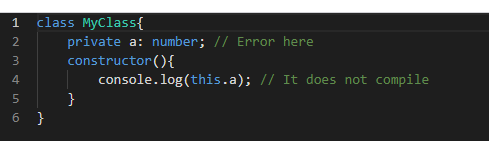 1 class MyClass{
2     private a: number; // Error here
3     constructor(){
4         console.log(this.a); // It does not compile
5     }
6 }